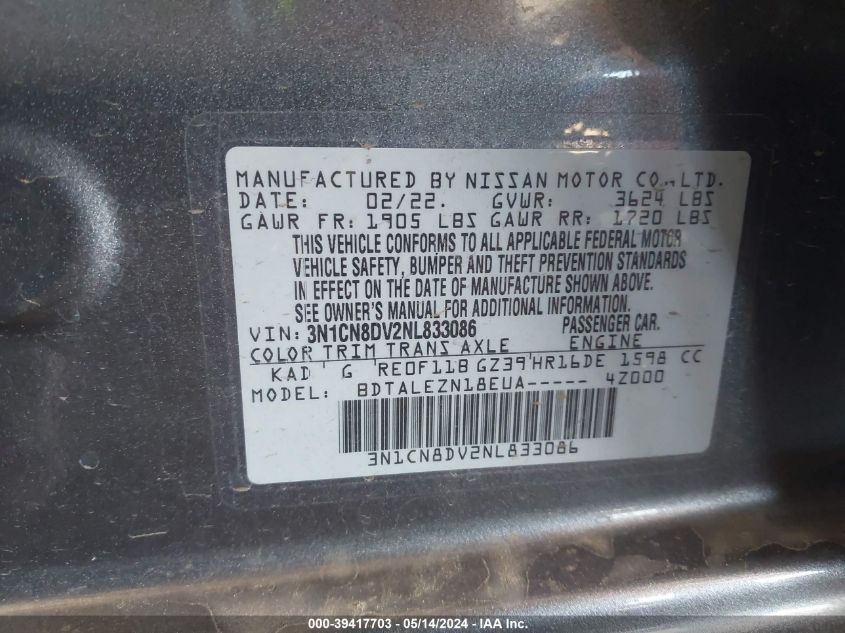 MANUFACTURED BY NISSAN MOTOR CO., LTD.
DATE: 02/22. GVWR: 3624 LBS
GAWR FR: 1905 LBS GAWR RR: 1720 LBS
THIS VEHICLE CONFORMS TO ALL APPLICABLE FEDERAL MOTOR
VEHICLE SAFETY, BUMPER AND THEFT PREVENTION STANDARDS
IN EFFECT ON THE DATE OF MANUFACTURE SHOWN ABOVE.
SEE OWNER'S MANUAL FOR ADDITIONAL INFORMATION.
VIN: 3N1CN8DV2NL833086 PASSENGER CAR.
COLOR TRIM TRANS AXLE ENGINE
KAD G RE0F11B GZ39 HR16DE 1598 CC
MODEL: BDTALEZN18EUA----- 4Z000
3N1CN8DV2NL833086
000-39417703 - 05/14/2024 - IAA Inc.